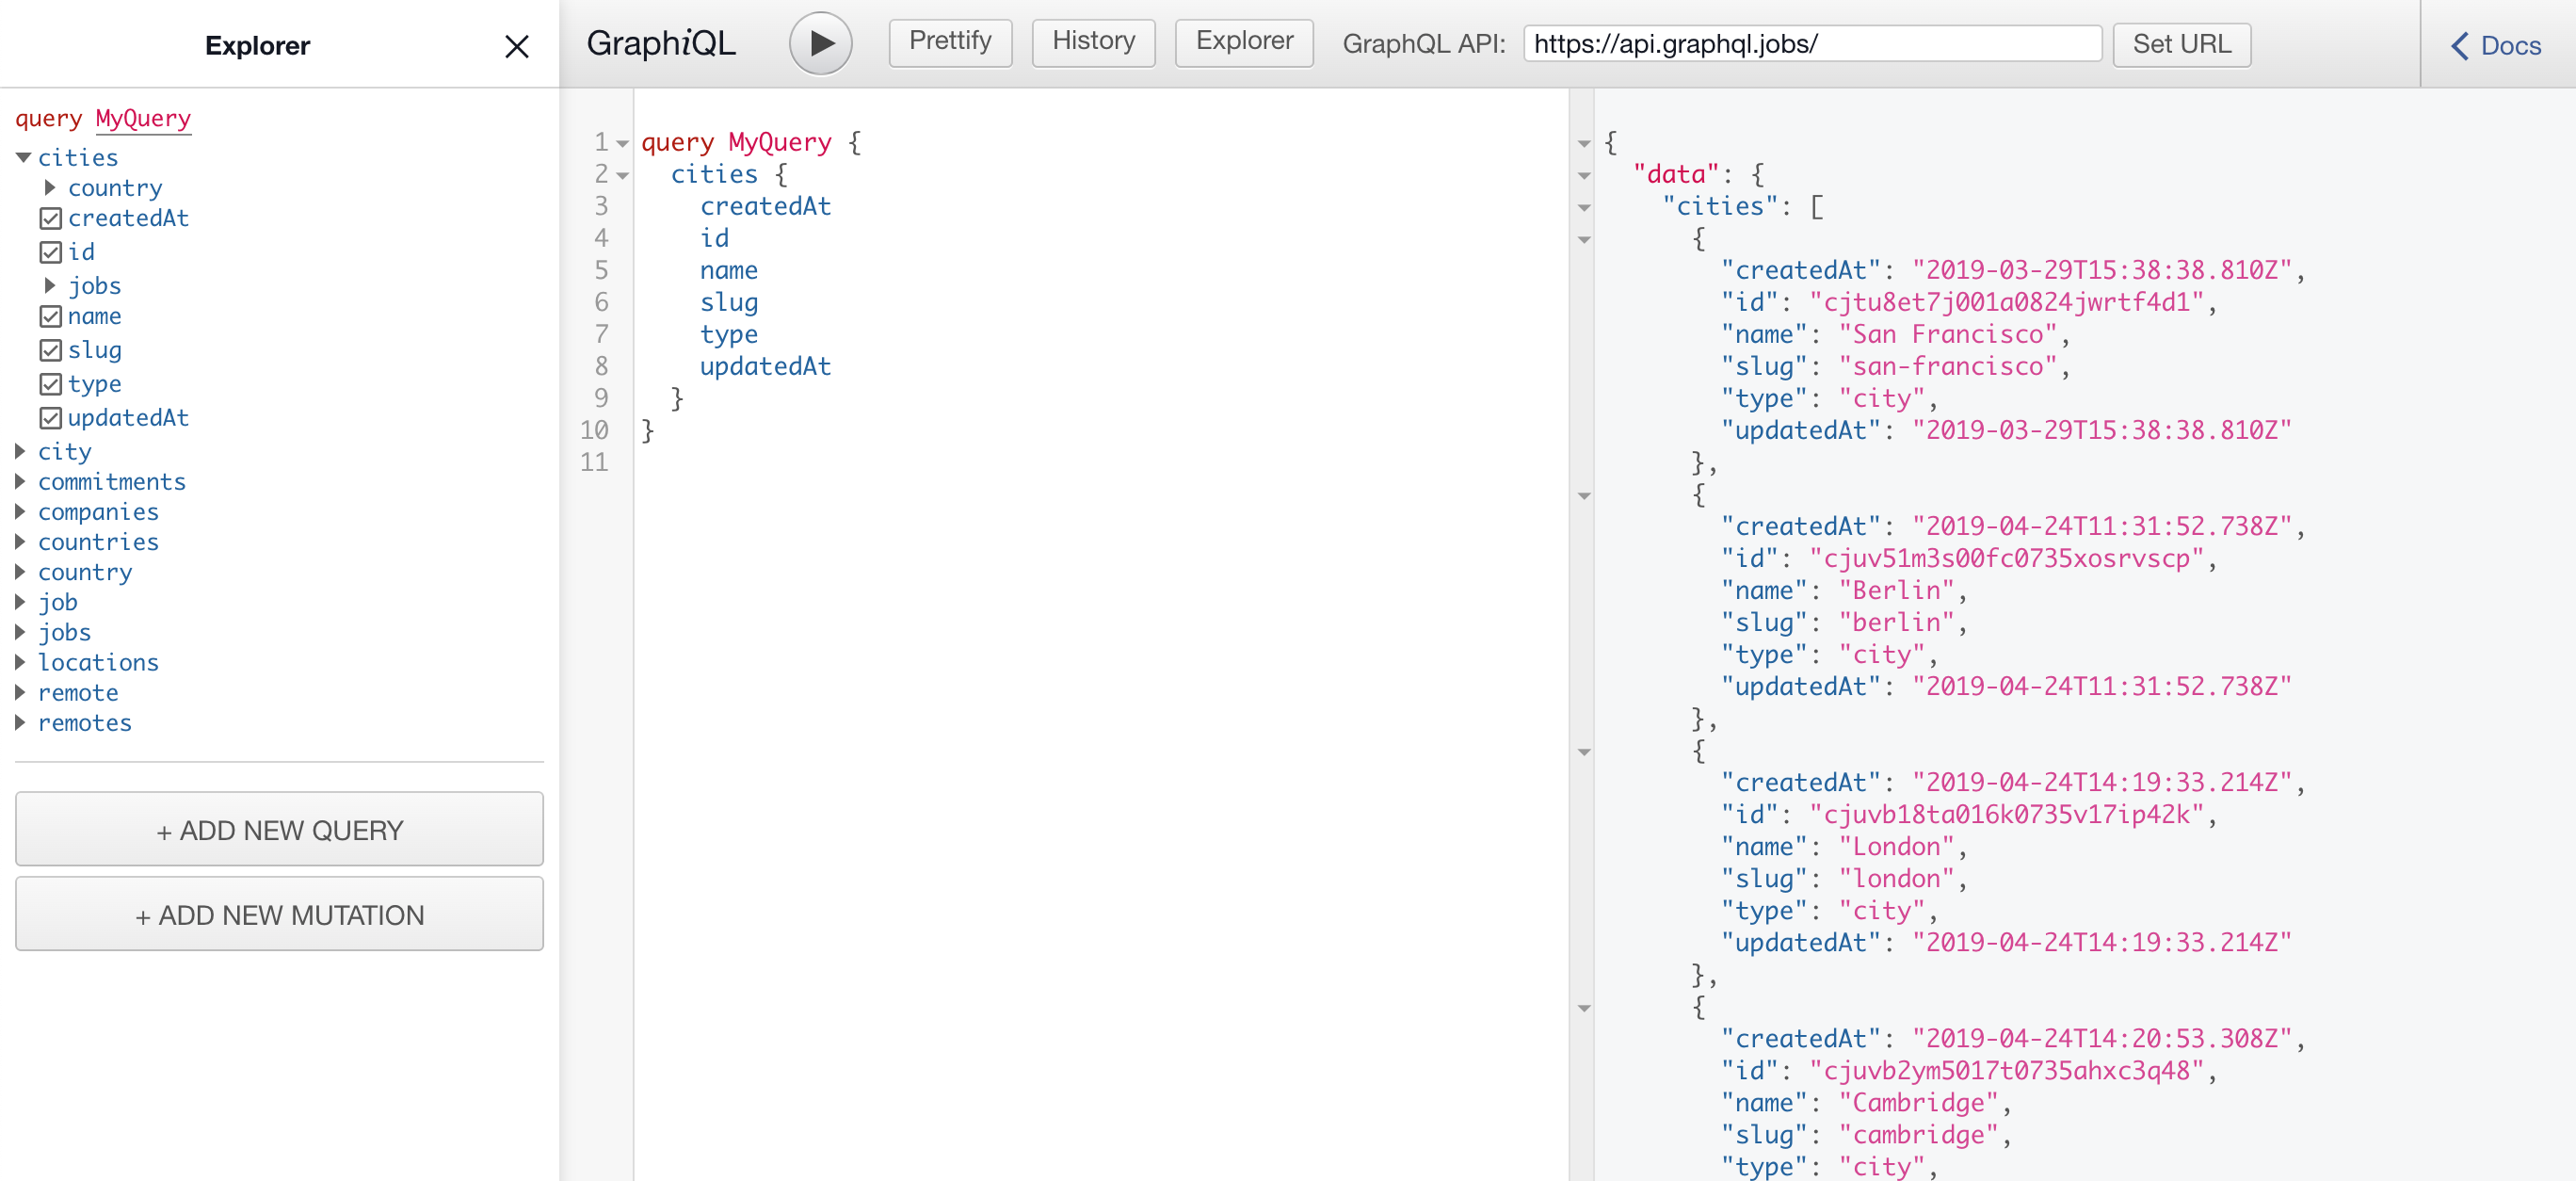 Explorer
query MyQuery
cities
country
createdAt
id
jobs
name
slug
type
updatedAt
city
commitments
companies
countries
country
job
jobs
locations
remote
remotes
+ ADD NEW QUERY
+ ADD NEW MUTATION
GraphiQL
Prettify
History
Explorer
GraphQL API:
https://api.graphql.jobs/
Set URL
Docs
1 query MyQuery {
2 cities {
3 createdAt
4 id
5 name
6 slug
7 type
8 updatedAt
9 }
10 }
11
{
"data": {
"cities": [
{
"createdAt": "2019-03-29T15:38:38.810Z",
"id": "cjtu8et7j001a0824jwrtf4d1",
"name": "San Francisco",
"slug": "san-francisco",
"type": "city",
"updatedAt": "2019-03-29T15:38:38.810Z"
},
{
"createdAt": "2019-04-24T11:31:52.738Z",
"id": "cjuv51m3s00fc0735xosrvscp",
"name": "Berlin",
"slug": "berlin",
"type": "city",
"updatedAt": "2019-04-24T11:31:52.738Z"
},
{
"createdAt": "2019-04-24T14:19:33.214Z",
"id": "cjuvb18ta016k0735v17ip42k",
"name": "London",
"slug": "london",
"type": "city",
"updatedAt": "2019-04-24T14:19:33.214Z"
},
{
"createdAt": "2019-04-24T14:20:53.308Z",
"id": "cjuvb2ym5017t0735ahxc3q48",
"name": "Cambridge",
"slug": "cambridge",
"type": "city",